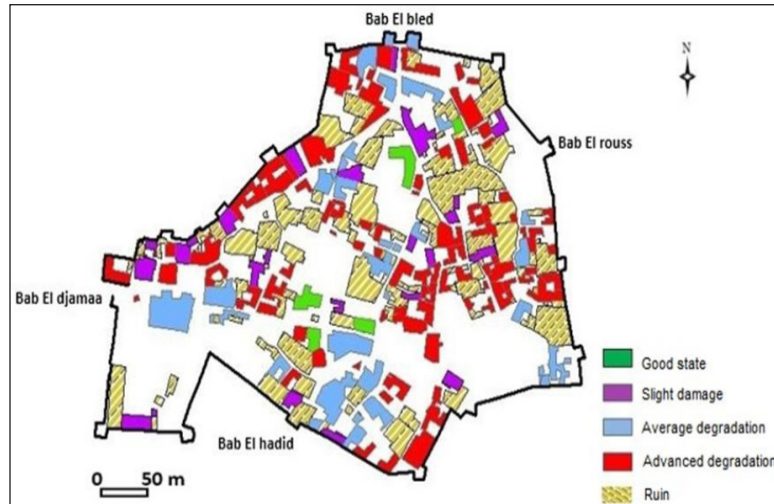 Bab El bled
N
Bab El rouss
Bab El djamaa
Bab El hadid
0 50 m
Good state
Slight damage
Average degradation
Advanced degradation
Ruin